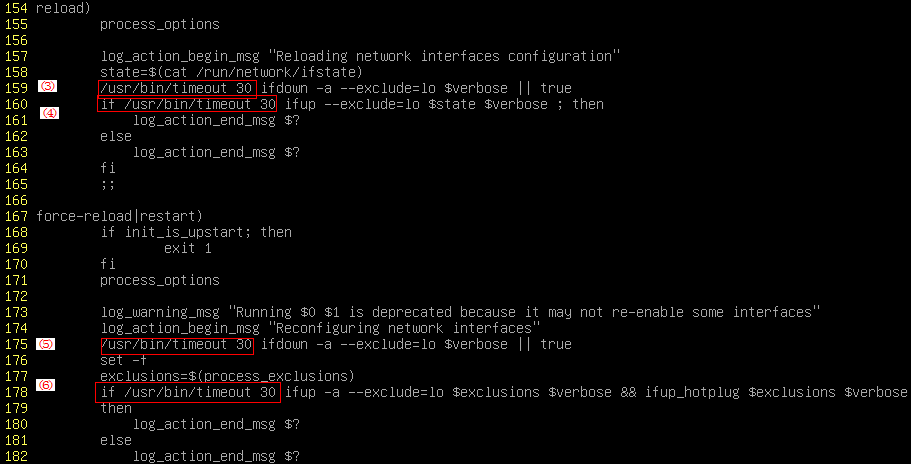 154 reload)
155 process_options
156
157 log_action_begin_msg "Reloading network interfaces configuration"
158 state=$(cat /run/network/ifstate)
159 (3) /usr/bin/timeout 30 ifdown -a --exclude=lo $verbose || true
160 if /usr/bin/timeout 30 ifup --exclude=lo $state $verbose ; then
161 (4) log_action_end_msg $?
162 else
163 log_action_end_msg $?
164 fi
165 ;;
166
167 force-reload|restart)
168 if init_is_upstart; then
169 exit 1
170 fi
171 process_options
172
173 log_warning_msg "Running $0 $1 is deprecated because it may not re-enable some interfaces"
174 log_action_begin_msg "Reconfiguring network interfaces"
175 (5) /usr/bin/timeout 30 ifdown -a --exclude=lo $verbose || true
176 set -f
177 exclusions=$(process_exclusions)
178 (6) if /usr/bin/timeout 30 ifup -a --exclude=lo $exclusions $verbose && ifup_hotplug $exclusions $verbose
179 then
180 log_action_end_msg $?
181 else
182 log_action_end_msg $?